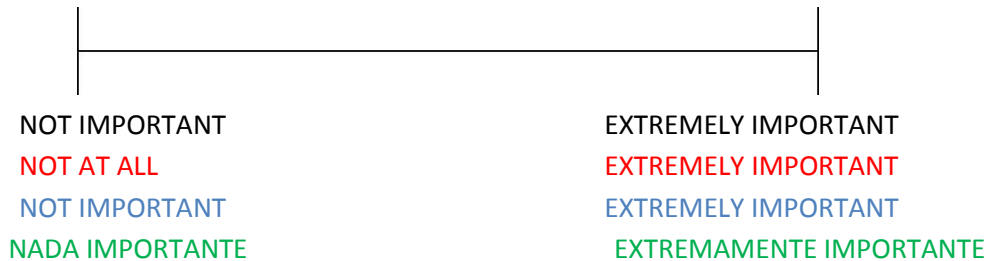 NOT IMPORTANT EXTREMELY IMPORTANT
NOT AT ALL EXTREMELY IMPORTANT
NOT IMPORTANT EXTREMELY IMPORTANT
NADA IMPORTANTE EXTREMAMENTE IMPORTANTE